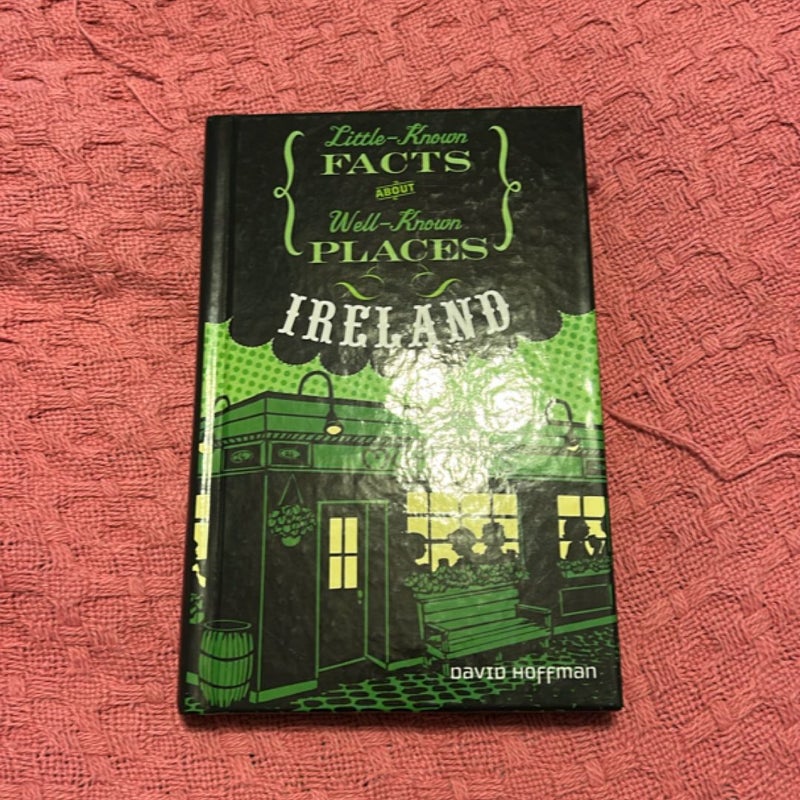 Little-Known
FACTS
ABOUT
Well-Known
PLACES
IRELAND
DAVID HOffmaN